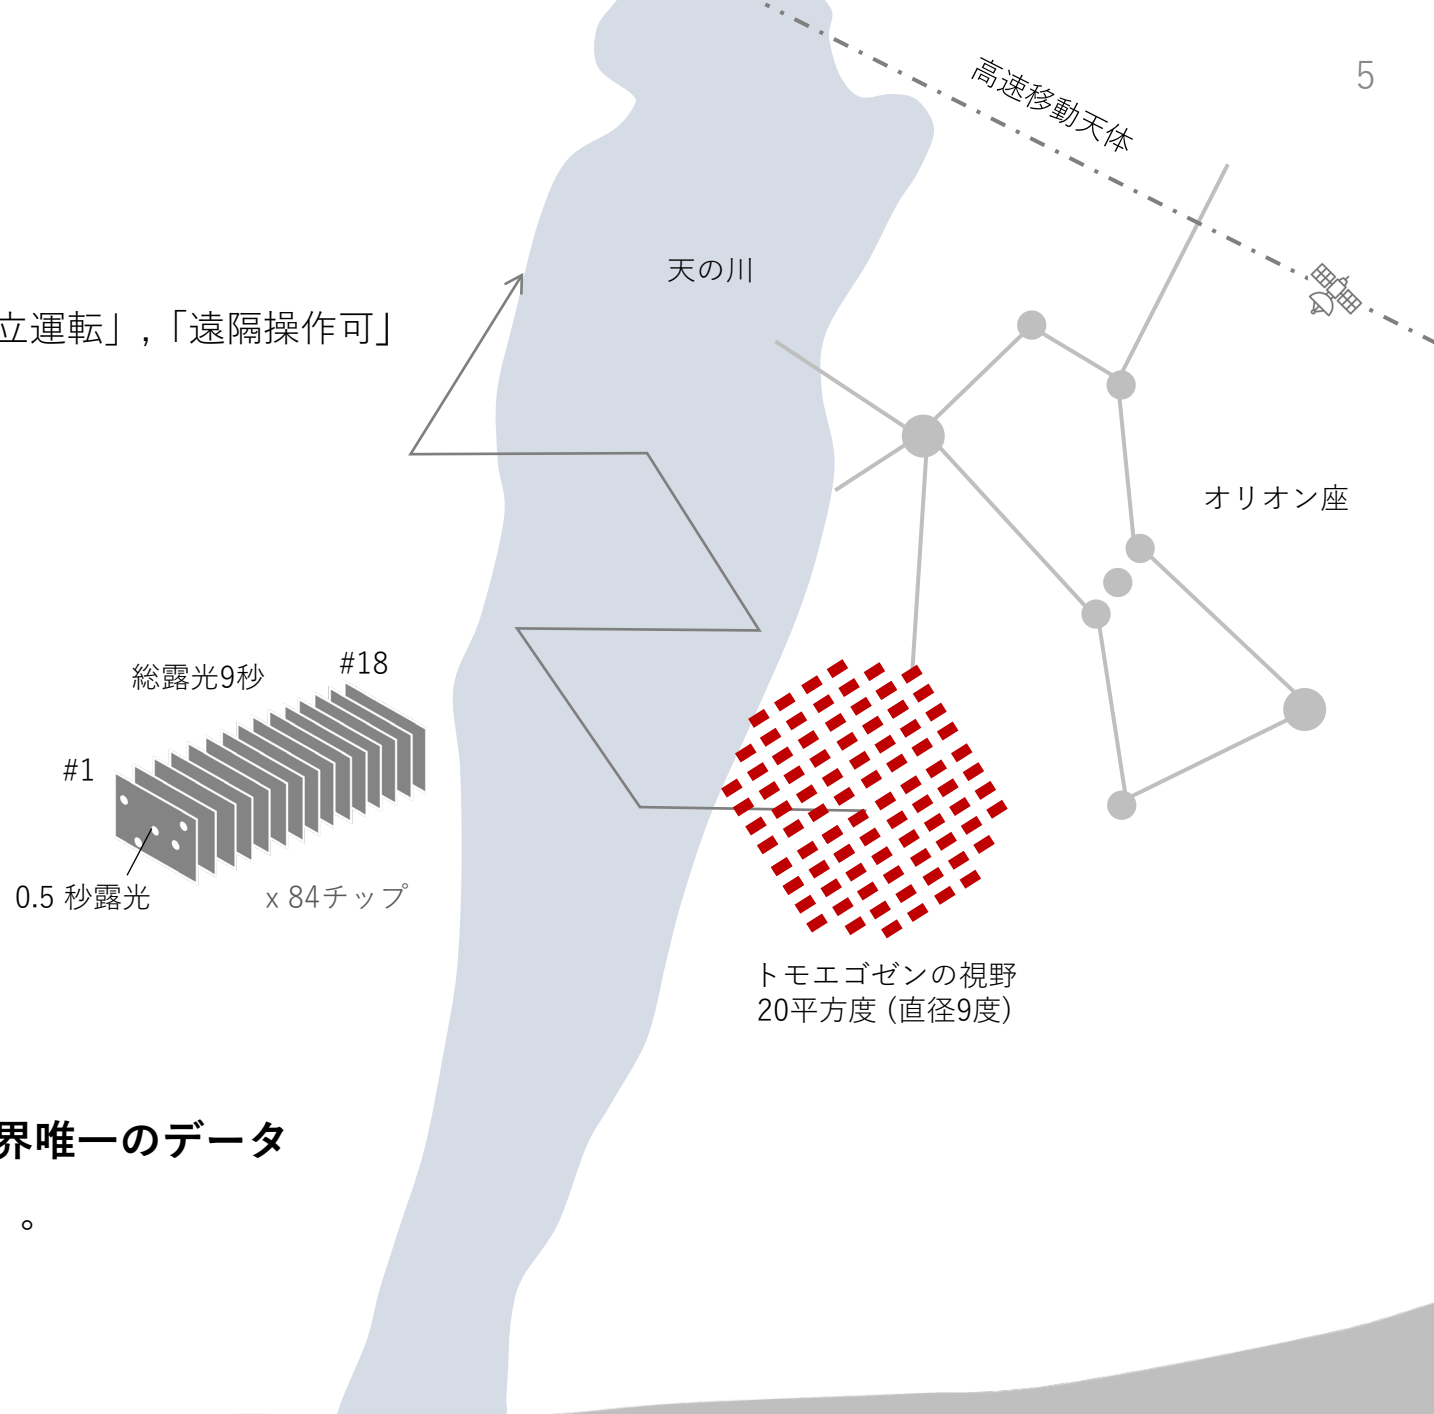 5
高速移動天体
天の川
立運転」,「遠隔操作可」
オリオン座
#18
総露光9秒
#1
0.5 秒露光
x 84チップ
トモエゴゼンの視野
20平方度 (直径9度)
界唯一のデータ
。